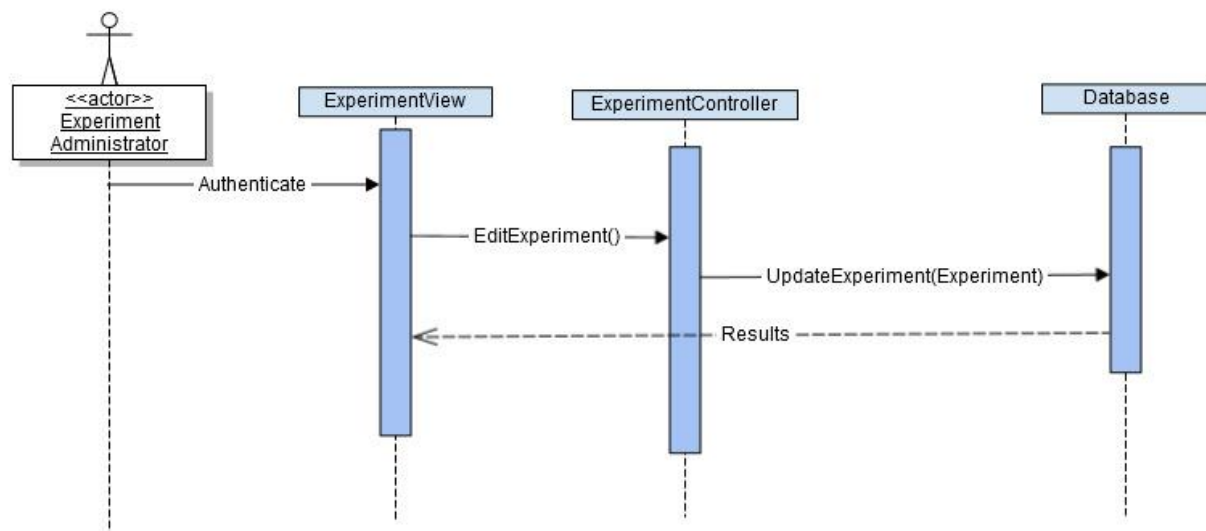 <<actor>>
Experiment
Administrator
ExperimentView
ExperimentController
Database
Authenticate
EditExperiment()
UpdateExperiment(Experiment)
Results